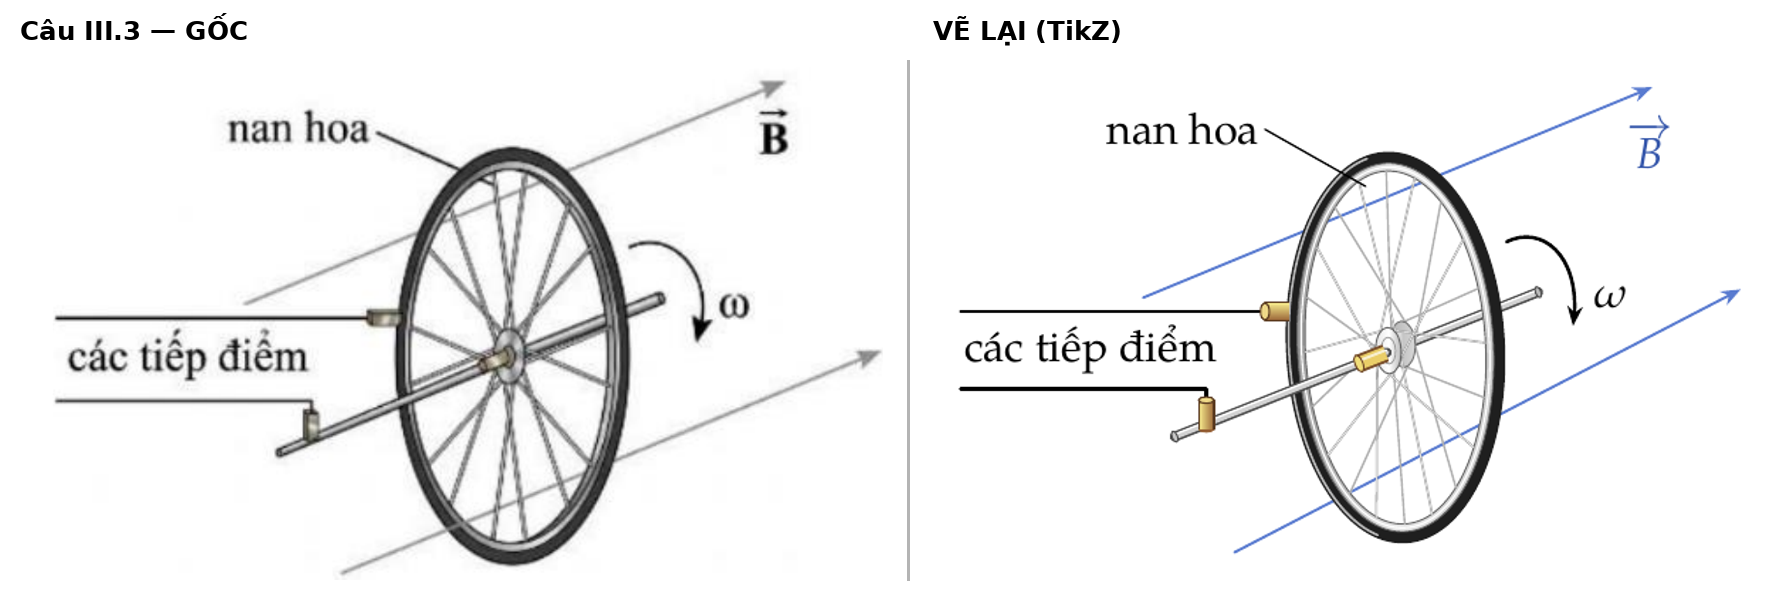 Câu III.3 — GỐC
nan hoa
B
ω
các tiếp điểm
VẼ LẠI (TikZ)
nan hoa
B
ω
các tiếp điểm